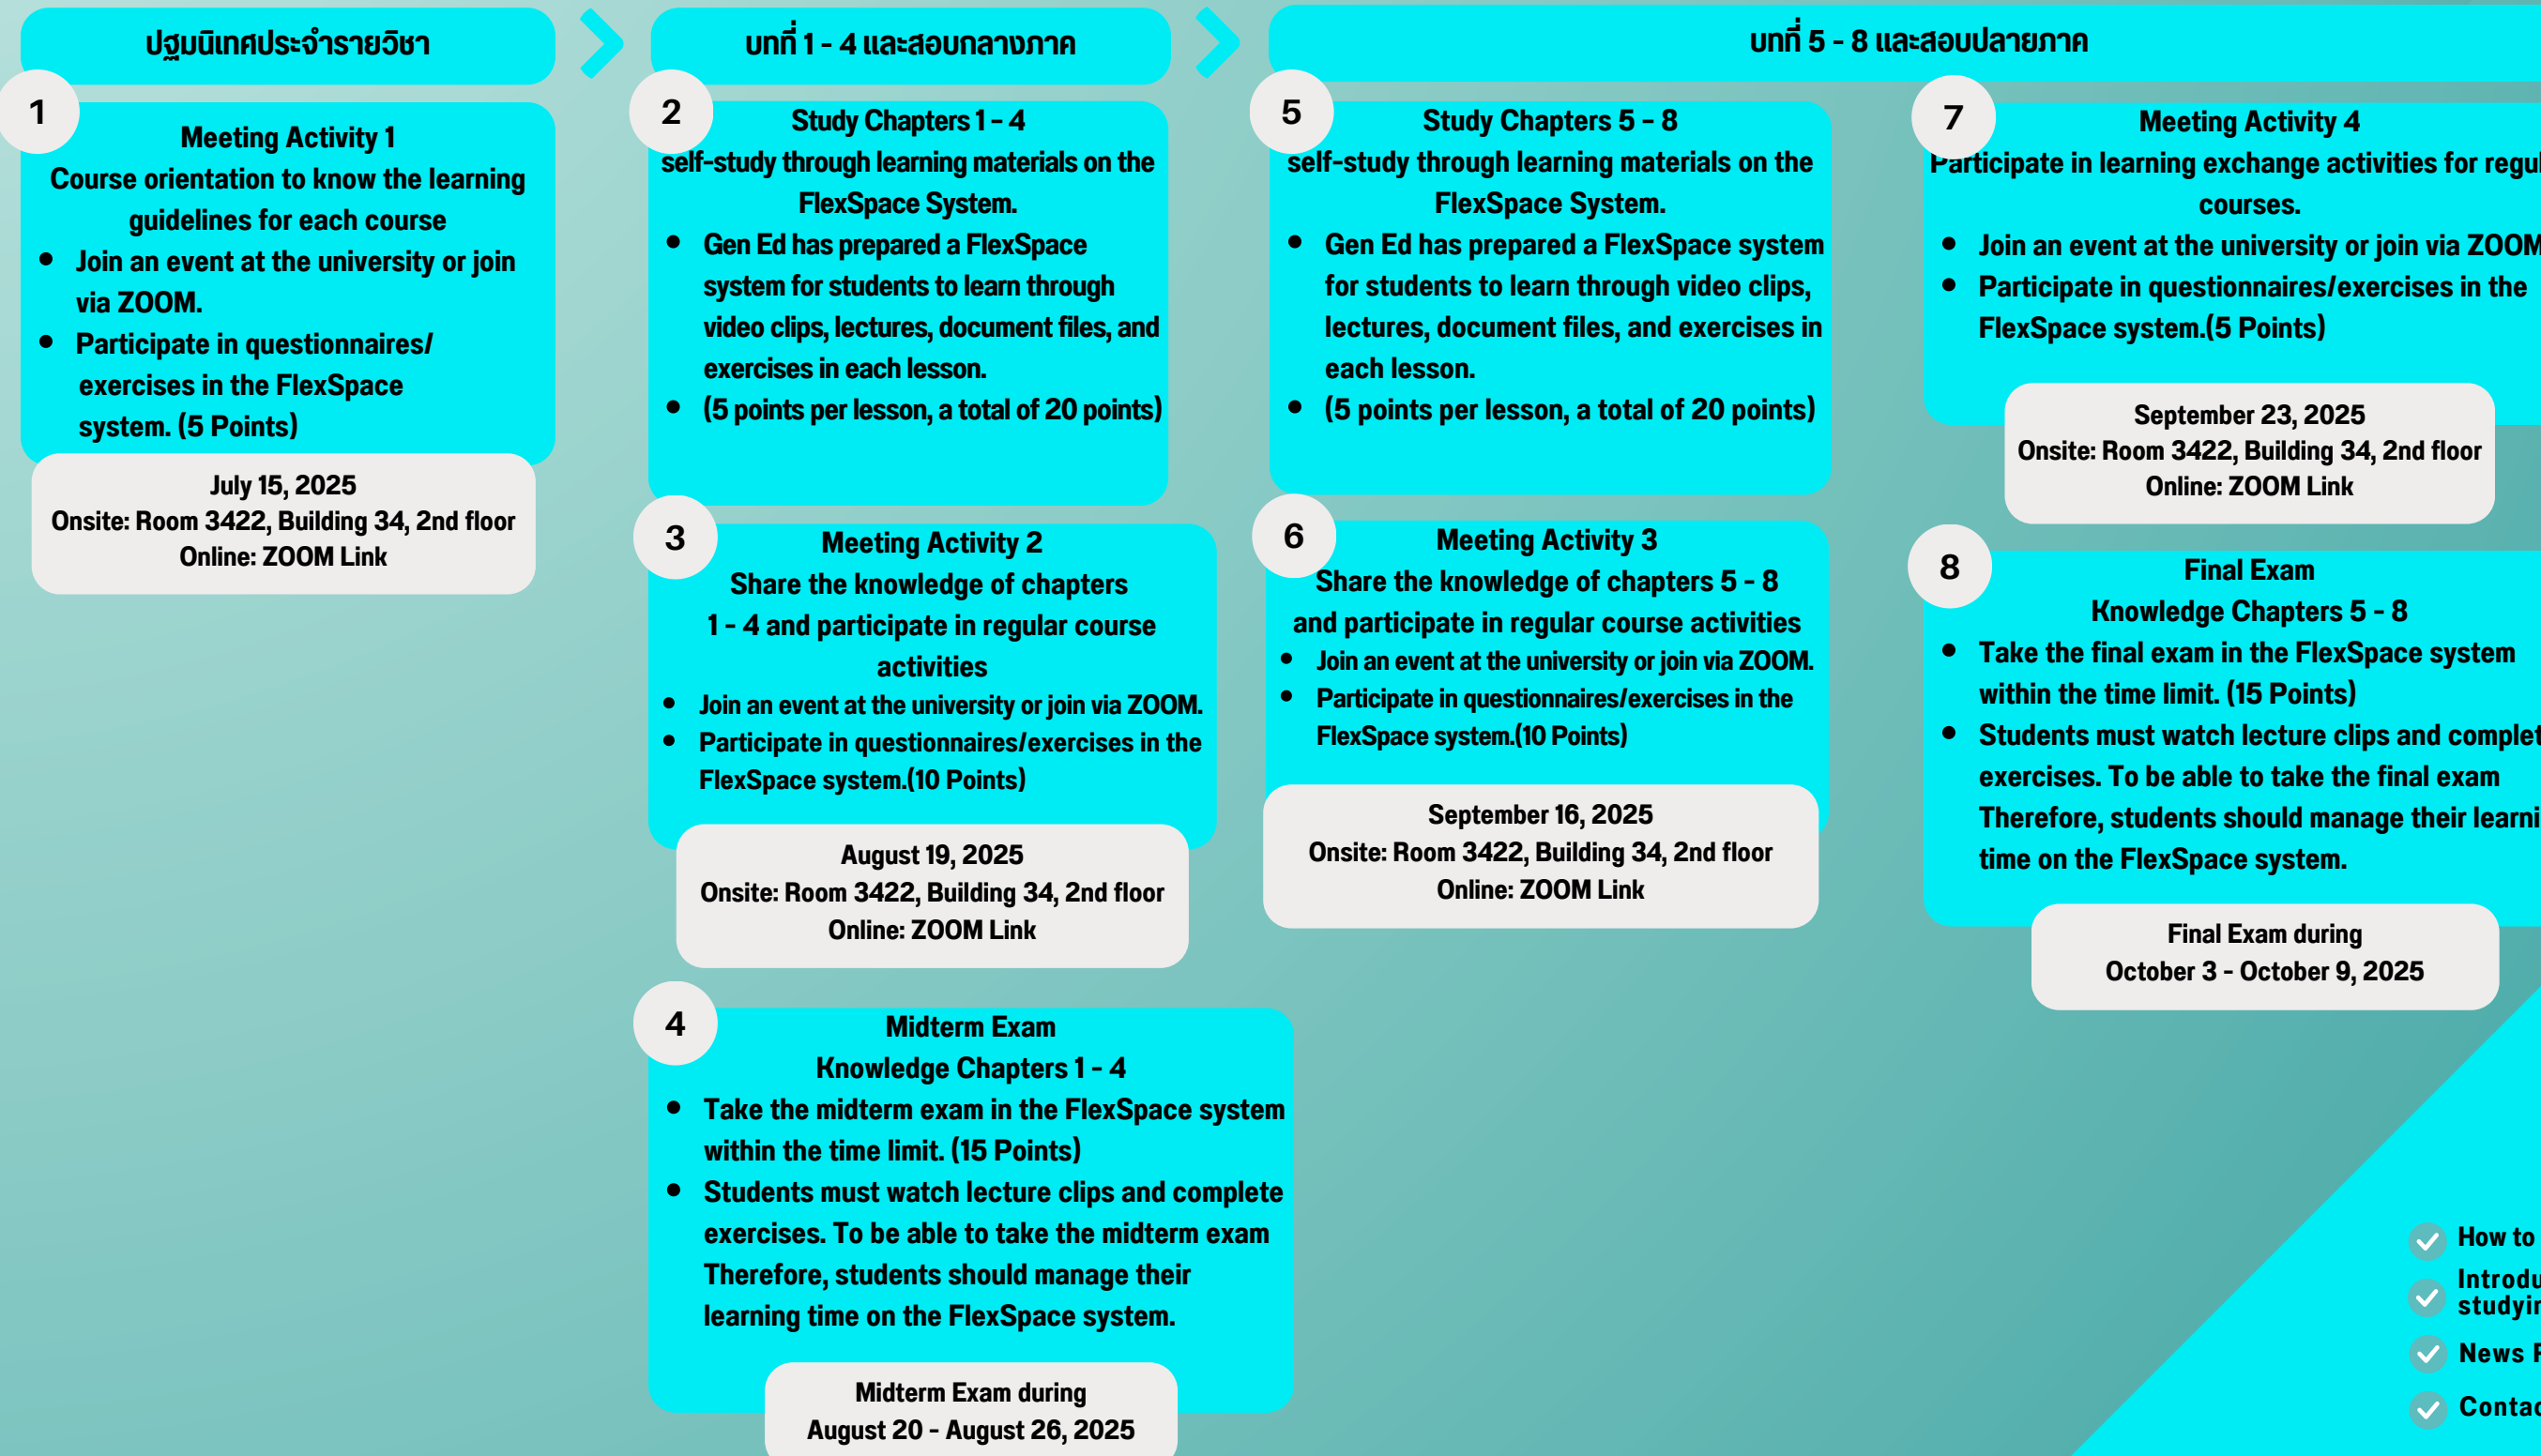 ปฐมนิเทศประจำรายวิชา
บทที่ 1 - 4 และสอบกลางภาค
บทที่ 5 - 8 และสอบปลายภาค
1
Meeting Activity 1
Course orientation to know the learning
guidelines for each course
• Join an event at the university or join
via ZOOM.
• Participate in questionnaires/
exercises in the FlexSpace
system. (5 Points)
July 15, 2025
Onsite: Room 3422, Building 34, 2nd floor
Online: ZOOM Link
2
Study Chapters 1 - 4
self-study through learning materials on the
FlexSpace System.
• Gen Ed has prepared a FlexSpace
system for students to learn through
video clips, lectures, document files, and
exercises in each lesson.
• (5 points per lesson, a total of 20 points)
3
Meeting Activity 2
Share the knowledge of chapters
1 - 4 and participate in regular course
activities
• Join an event at the university or join via ZOOM.
• Participate in questionnaires/exercises in the
FlexSpace system.(10 Points)
August 19, 2025
Onsite: Room 3422, Building 34, 2nd floor
Online: ZOOM Link
4
Midterm Exam
Knowledge Chapters 1 - 4
• Take the midterm exam in the FlexSpace system
within the time limit. (15 Points)
• Students must watch lecture clips and complete
exercises. To be able to take the midterm exam
Therefore, students should manage their
learning time on the FlexSpace system.
Midterm Exam during
August 20 - August 26, 2025
5
Study Chapters 5 - 8
self-study through learning materials on the
FlexSpace System.
• Gen Ed has prepared a FlexSpace system
for students to learn through video clips,
lectures, document files, and exercises in
each lesson.
• (5 points per lesson, a total of 20 points)
6
Meeting Activity 3
Share the knowledge of chapters 5 - 8
and participate in regular course activities
• Join an event at the university or join via ZOOM.
• Participate in questionnaires/exercises in the
FlexSpace system.(10 Points)
September 16, 2025
Onsite: Room 3422, Building 34, 2nd floor
Online: ZOOM Link
7
Meeting Activity 4
Participate in learning exchange activities for
courses.
• Join an event at the university or join via ZOOM
• Participate in questionnaires/exercises in the
FlexSpace system.(5 Points)
September 23, 2025
Onsite: Room 3422, Building 34, 2nd floor
Online: ZOOM Link
8
Final Exam
Knowledge Chapters 5 - 8
• Take the final exam in the FlexSpace system
within the time limit. (15 Points)
• Students must watch lecture clips and
exercises. To be able to take the final exam
Therefore, students should manage their
time on the FlexSpace system.
Final Exam during
October 3 - October 9, 2025
How to
News